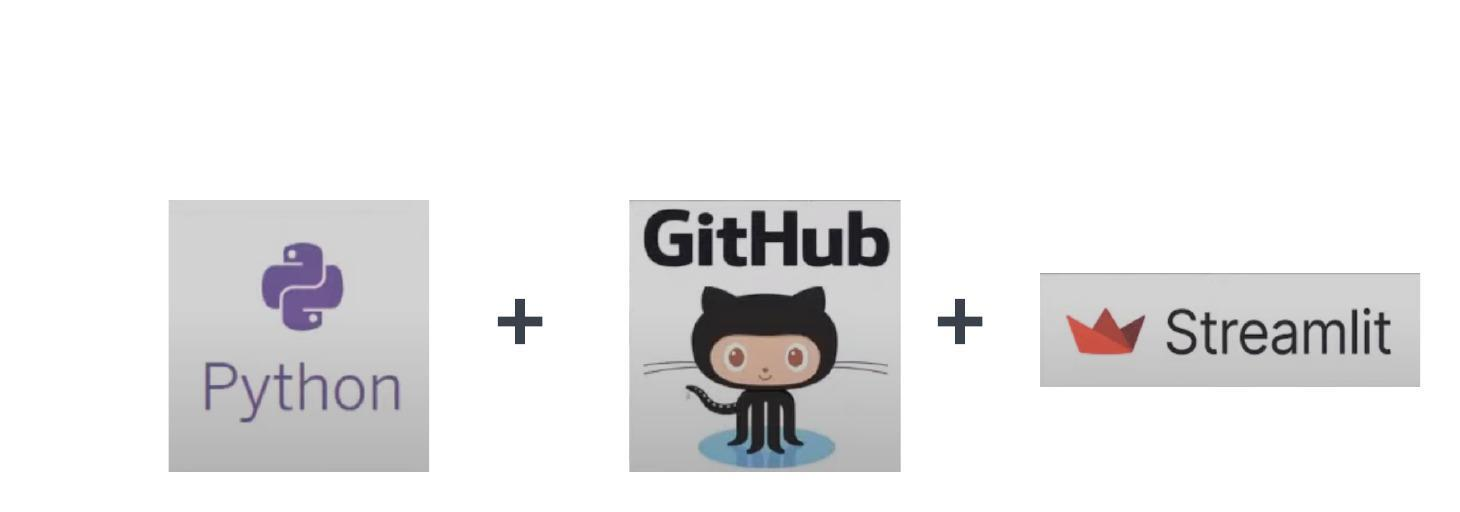 Python
+
GitHub
+
Streamlit